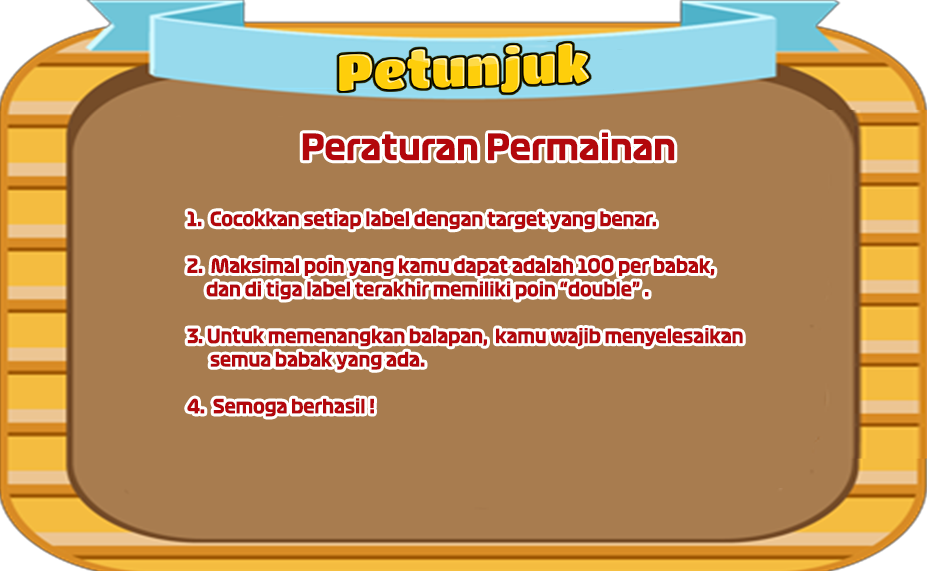 Petunjuk
Peraturan Permainan
1. Cocokkan setiap label dengan target yang benar.
2. Maksimal poin yang kamu dapat adalah 100 per babak,
dan di tiga label terakhir memiliki poin “double” .
3. Untuk memenangkan balapan, kamu wajib menyelesaikan
semua babak yang ada.
4. Semoga berhasil !